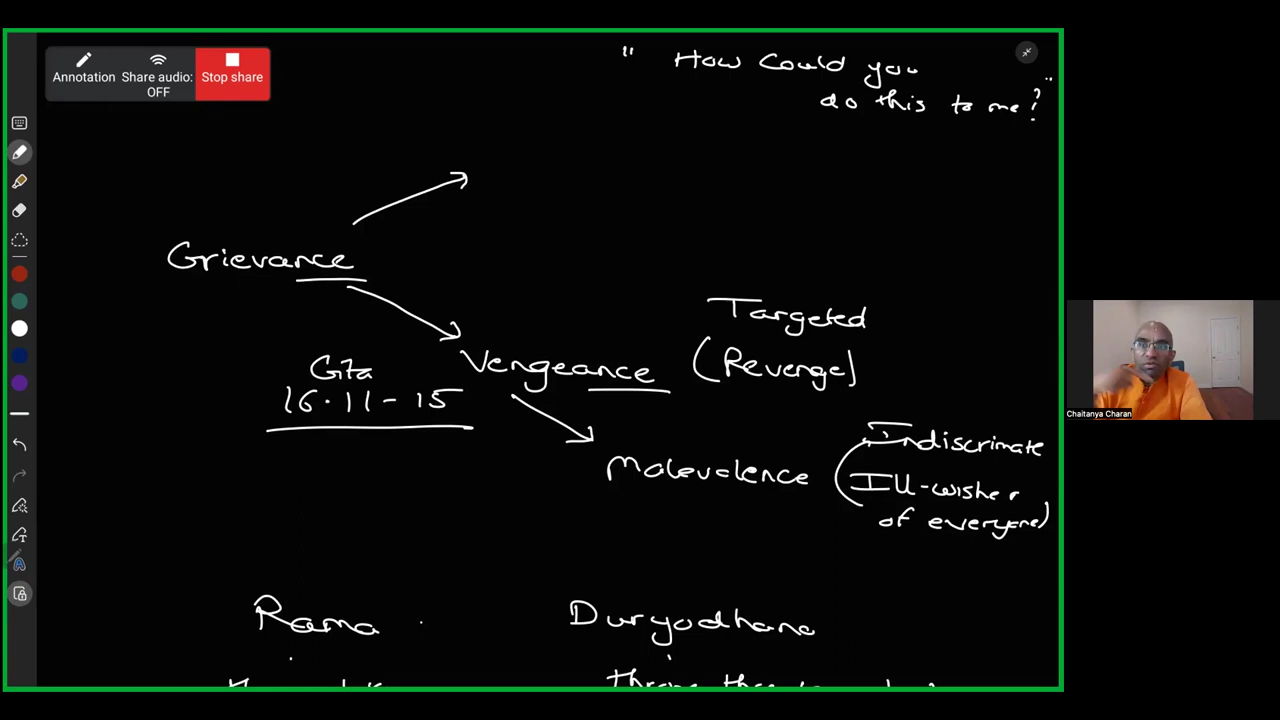 Annotation Share audio: Stop share
OFF
" How could you
do this to me? "
Grievance
Targeted
Vengeance (Revenge)
Gita
16.11-15
Indiscriminate
Malevolence (Ill-wisher
of everyone)
Chaitanya Charan
Rama Duryodhana